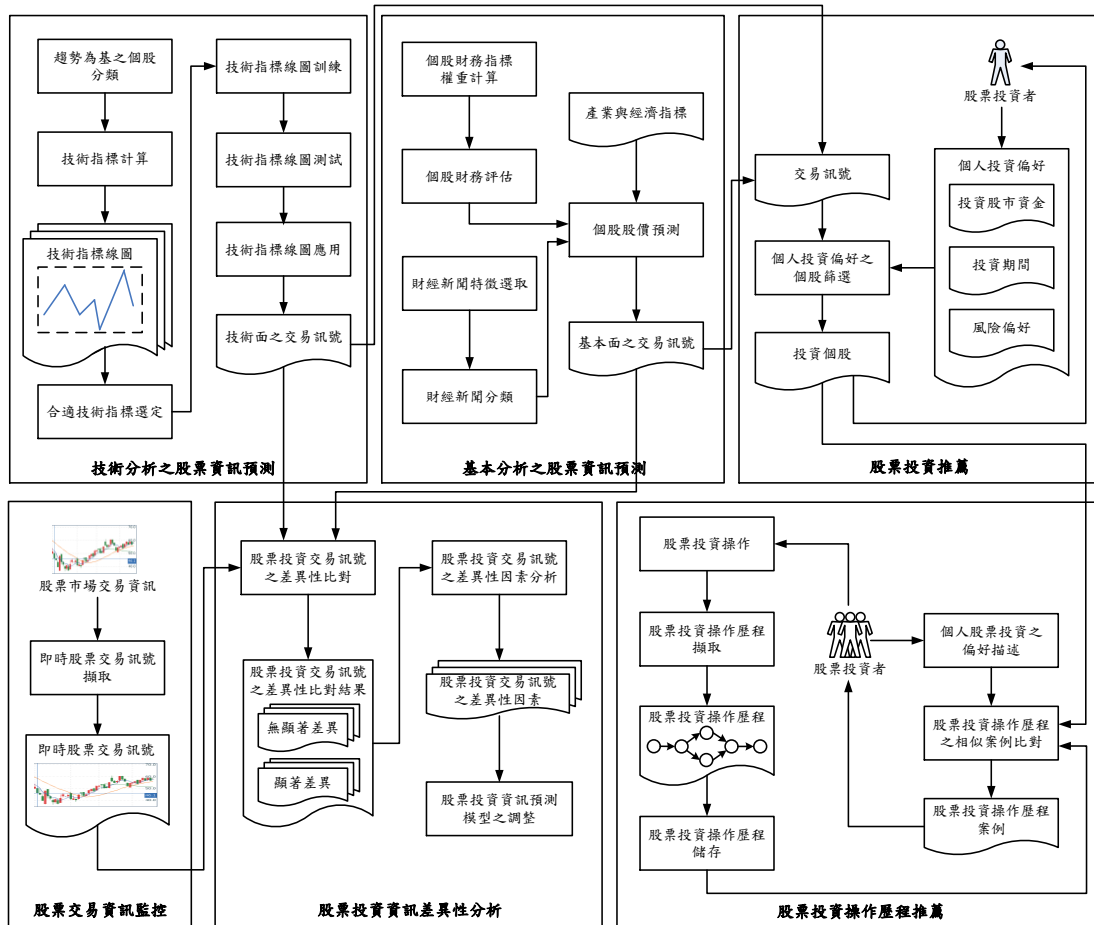 趨勢為基之個股
分類
技術指標計算
技術指標線圖
合適技術指標選定
技術指標線圖訓練
技術指標線圖測試
技術指標線圖應用
技術面之交易訊號
技術分析之股票資訊預測
個股財務指標
權重計算
個股財務評估
財經新聞特徵選取
財經新聞分類
產業與經濟指標
個股股價預測
基本面之交易訊號
基本分析之股票資訊預測
股票投資者
交易訊號
個人投資偏好之
個股篩選
投資個股
個人投資偏好
投資股市資金
投資期間
風險偏好
股票投資推薦
股票市場交易資訊
即時股票交易訊號
擷取
即時股票交易訊號
股票交易資訊監控
股票投資交易訊號
之差異性比對
股票投資交易訊號
之差異性比對結果
無顯著差異
顯著差異
股票投資交易訊號
之差異性因素分析
股票投資交易訊號
之差異性因素
股票投資資訊預測
模型之調整
股票投資資訊差異性分析
股票投資操作
股票投資操作歷程
擷取
股票投資操作歷程
股票投資操作歷程
儲存
股票投資者
個人股票投資之
偏好描述
股票投資操作歷程
之相似案例比對
股票投資操作歷程
案例
股票投資操作歷程推薦